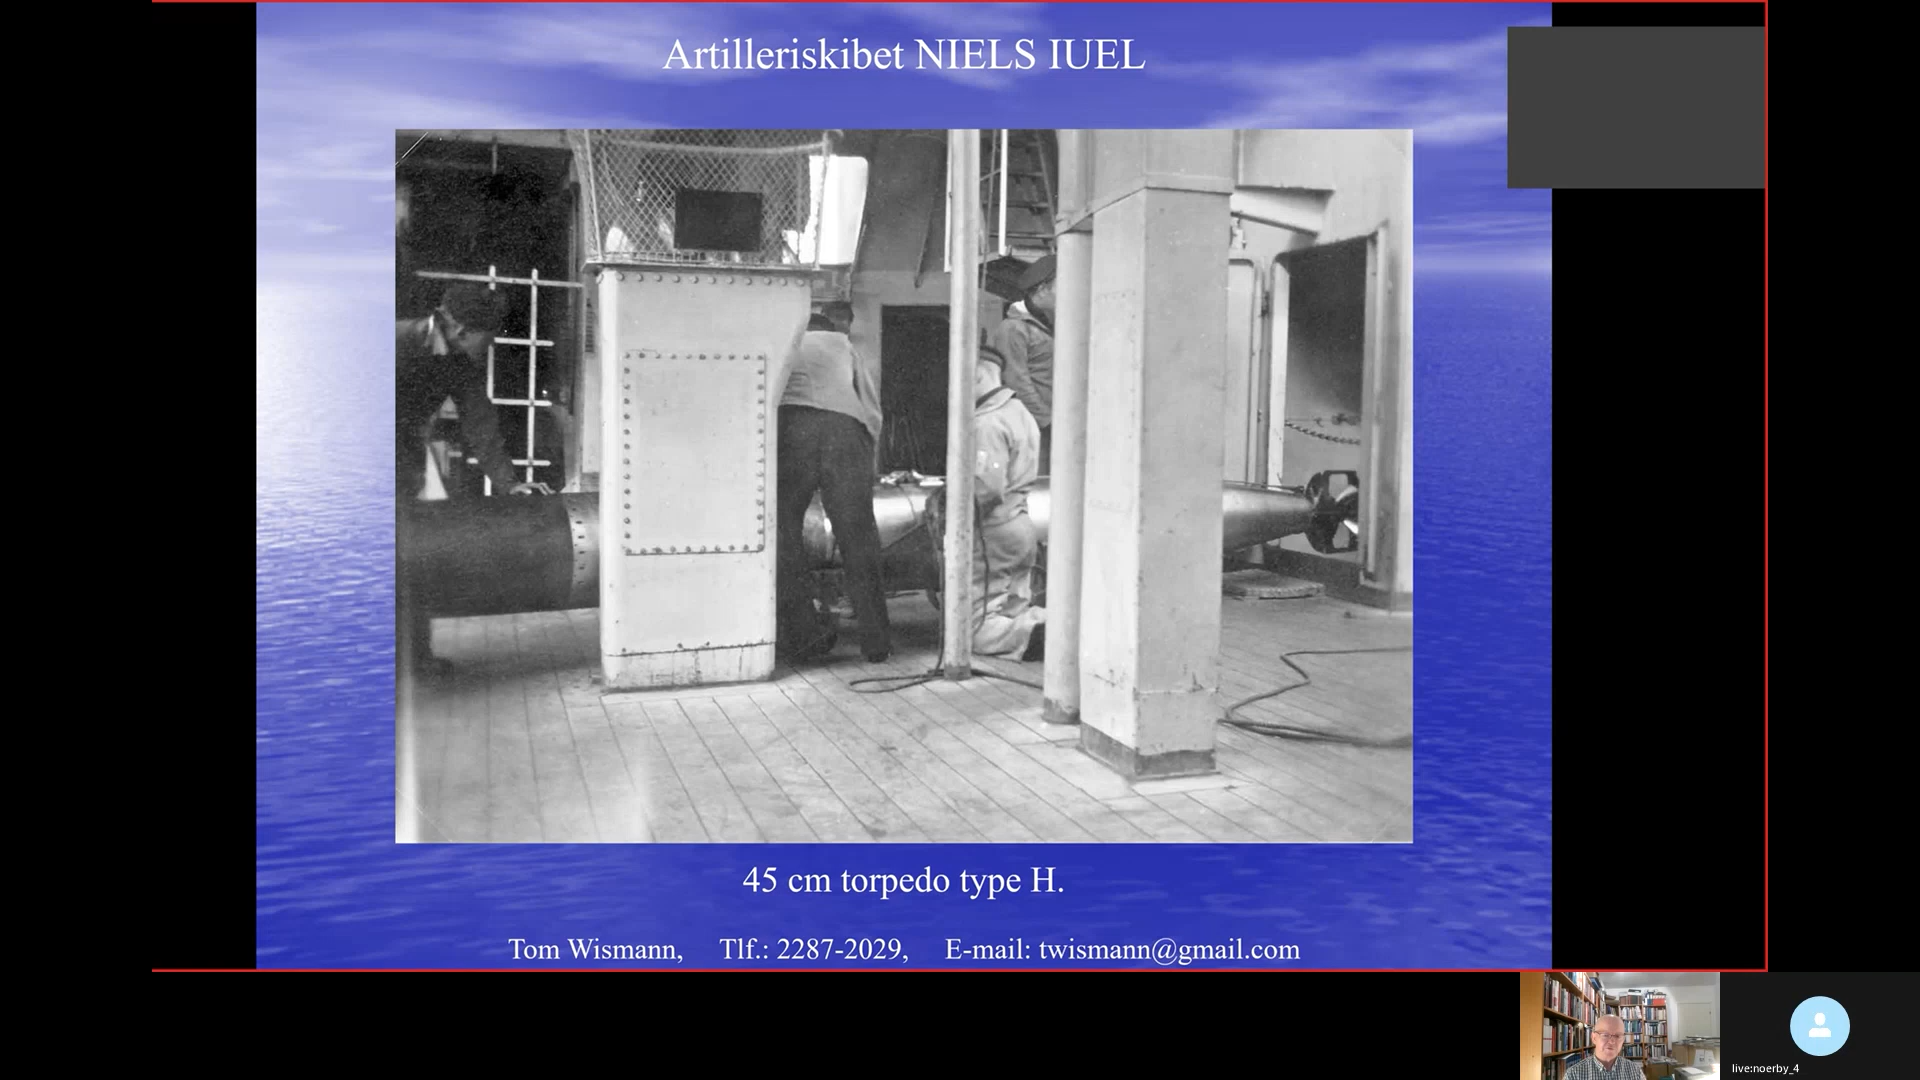 Artilleriskibet NIELS IUEL
45 cm torpedo type H.
Tom Wismann, Tlf.: 2287-2029, E-mail: twismann@gmail.com
live:noerby_4